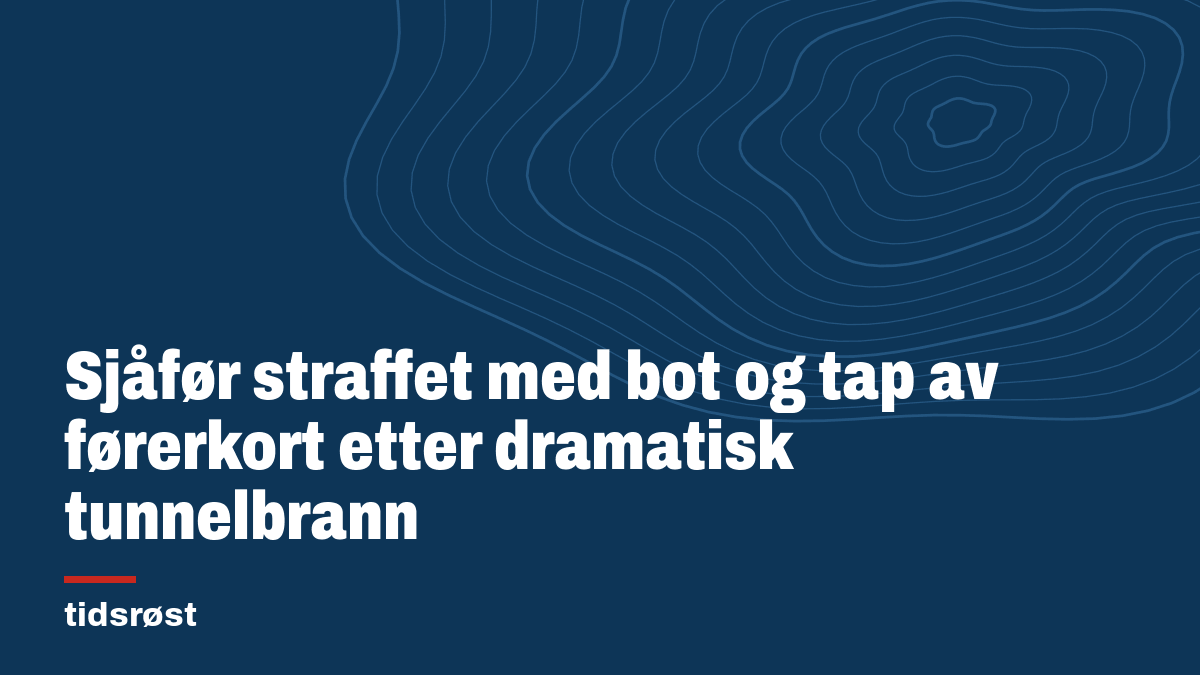 Sjåfør straffet med bot og tap av
førerkort etter dramatisk
tunnelbrann
tidsrøst